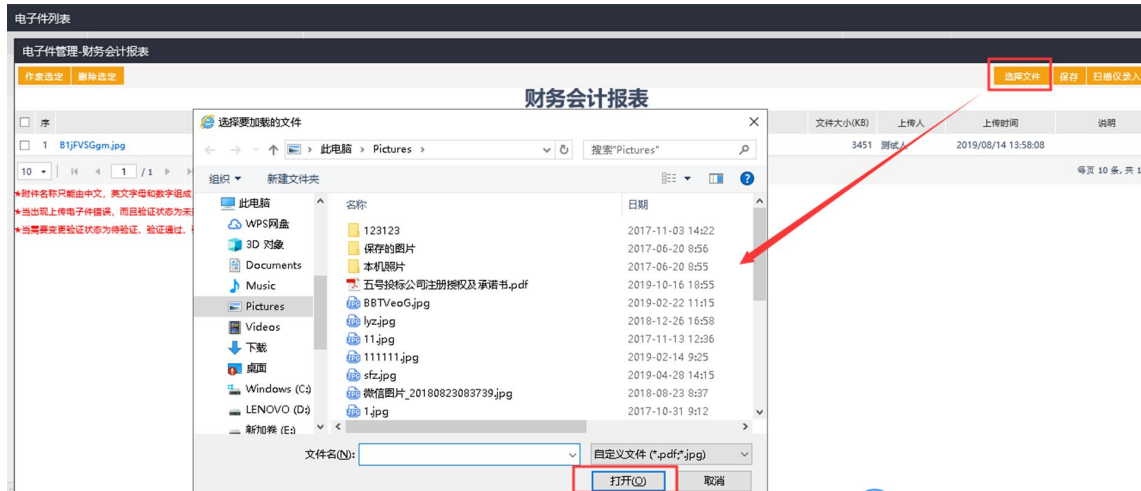 电子件列表
电子件管理-财务会计报表
作废选定 删除选定 选择文件 保存 扫描仪录入
财务会计报表
序 文件大小(KB) 上传人 上传时间 说明
1 B1jFVSGgm.jpg 3451 测试人 2019/08/14 13:58:08
10 1 /1 每页 10 条, 共 1
★附件名称只能由中文，英文字母和数字组成
★当出现上传电子件错误，而且验证状态为未
★当需要变更验证状态为待验证、验证通过、
选择要加载的文件
此电脑 › Pictures › 搜索"Pictures"
组织 新建文件夹
名称 日期
此电脑
WPS网盘
3D 对象
Documents
Music
Pictures
Videos
下载
桌面
Windows (C:)
LENOVO (D:)
新加卷 (E:)
123123 2017-11-03 14:22
保存的图片 2017-06-20 8:56
本机照片 2017-06-20 8:55
五号投标公司注册授权及承诺书.pdf 2019-10-16 18:55
BBTVeoG.jpg 2019-02-22 11:15
lyz.jpg 2018-12-26 16:58
11.jpg 2017-11-13 12:36
111111.jpg 2019-02-14 9:25
sfz.jpg 2019-04-28 14:15
微信图片_20180823083739.jpg 2018-08-23 8:37
1.jpg 2017-10-31 9:12
文件名(N): 自定义文件 (*.pdf;*.jpg)
打开(O) 取消